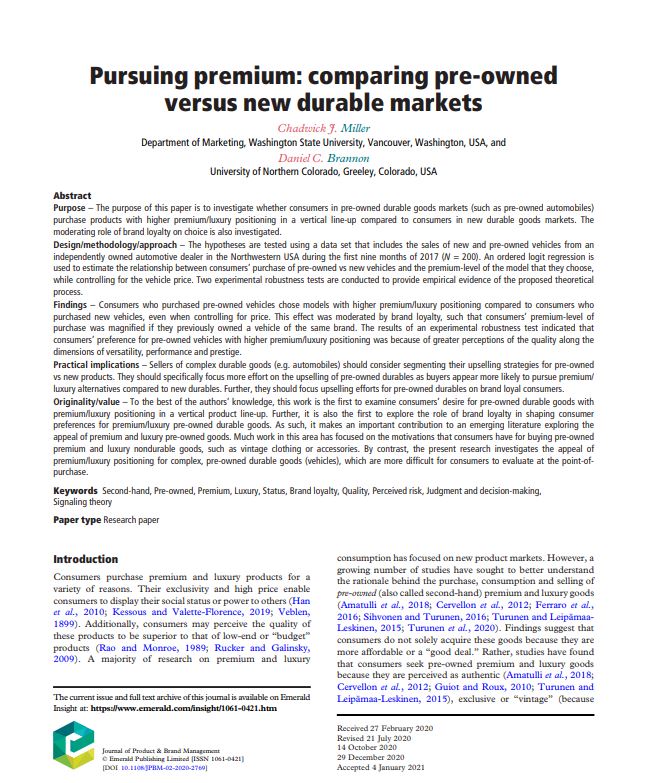 Pursuing premium: comparing pre-owned
versus new durable markets
Chadwick J. Miller
Department of Marketing, Washington State University, Vancouver, Washington, USA, and
Daniel C. Brannon
University of Northern Colorado, Greeley, Colorado, USA
Abstract
Purpose – The purpose of this paper is to investigate whether consumers in pre-owned durable goods markets (such as pre-owned automobiles)
purchase products with higher premium/luxury positioning in a vertical line-up compared to consumers in new durable goods markets. The
moderating role of brand loyalty on choice is also investigated.
Design/methodology/approach – The hypotheses are tested using a data set that includes the sales of new and pre-owned vehicles from an
independently owned automotive dealer in the Northwestern USA during the first nine months of 2017 (N = 200). An ordered logit regression is
used to estimate the relationship between consumers' purchase of pre-owned vs new vehicles and the premium-level of the model that they choose,
while controlling for the vehicle price. Two experimental robustness tests are conducted to provide empirical evidence of the proposed theoretical
process.
Findings – Consumers who purchased pre-owned vehicles chose models with higher premium/luxury positioning compared to consumers who
purchased new vehicles, even when controlling for price. This effect was moderated by brand loyalty, such that consumers' premium-level of
purchase was magnified if they previously owned a vehicle of the same brand. The results of an experimental robustness test indicated that
consumers' preference for pre-owned vehicles with higher premium/luxury positioning was because of greater perceptions of the quality along the
dimensions of versatility, performance and prestige.
Practical implications – Sellers of complex durable goods (e.g. automobiles) should consider segmenting their upselling strategies for pre-owned
vs new products. They should specifically focus more effort on the upselling of pre-owned durables as buyers appear more likely to pursue premium/
luxury alternatives compared to new durables. Further, they should focus upselling efforts for pre-owned durables on brand loyal consumers.
Originality/value – To the best of the authors' knowledge, this work is the first to examine consumers' desire for pre-owned durable goods with
premium/luxury positioning in a vertical product line-up. Further, it is also the first to explore the role of brand loyalty in shaping consumer
preferences for premium/luxury pre-owned durable goods. As such, it makes an important contribution to an emerging literature exploring the
appeal of premium and luxury pre-owned goods. Much work in this area has focused on the motivations that consumers have for buying pre-owned
premium and luxury nondurable goods, such as vintage clothing or accessories. By contrast, the present research investigates the appeal of
premium/luxury positioning for complex, pre-owned durable goods (vehicles), which are more difficult for consumers to evaluate at the point-of-
purchase.
Keywords Second-hand, Pre-owned, Premium, Luxury, Status, Brand loyalty, Quality, Perceived risk, Judgment and decision-making,
Signaling theory
Paper type Research paper
Introduction
Consumers purchase premium and luxury products for a
variety of reasons. Their exclusivity and high price enable
consumers to display their social status or power to others (Han
et al., 2010; Kessous and Valette-Florence, 2019; Veblen,
1899). Additionally, consumers may perceive the quality of
these products to be superior to that of low-end or “budget”
products (Rao and Monroe, 1989; Rucker and Galinsky,
2009). A majority of research on premium and luxury
The current issue and full text archive of this journal is available on Emerald
Insight at: https://www.emerald.com/insight/1061-0421.htm
Journal of Product & Brand Management
© Emerald Publishing Limited [ISSN 1061-0421]
[DOI 10.1108/JPBM-02-2020-2769]
consumption has focused on new product markets. However, a
growing number of studies have sought to better understand
the rationale behind the purchase, consumption and selling of
pre-owned (also called second-hand) premium and luxury goods
(Amatulli et al., 2018; Cervellon et al., 2012; Ferraro et al.,
2016; Sihvonen and Turunen, 2016; Turunen and Leipämaa-
Leskinen, 2015; Turunen et al., 2020). Findings suggest that
consumers do not solely acquire these goods because they are
more affordable or a “good deal.” Rather, studies have found
that consumers seek pre-owned premium and luxury goods
because they are perceived as authentic (Amatulli et al., 2018;
Cervellon et al., 2012; Guiot and Roux, 2010; Turunen and
Leipämaa-Leskinen, 2015), exclusive or “vintage” (because
Received 27 February 2020
Revised 21 July 2020
14 October 2020
29 December 2020
Accepted 4 January 2021